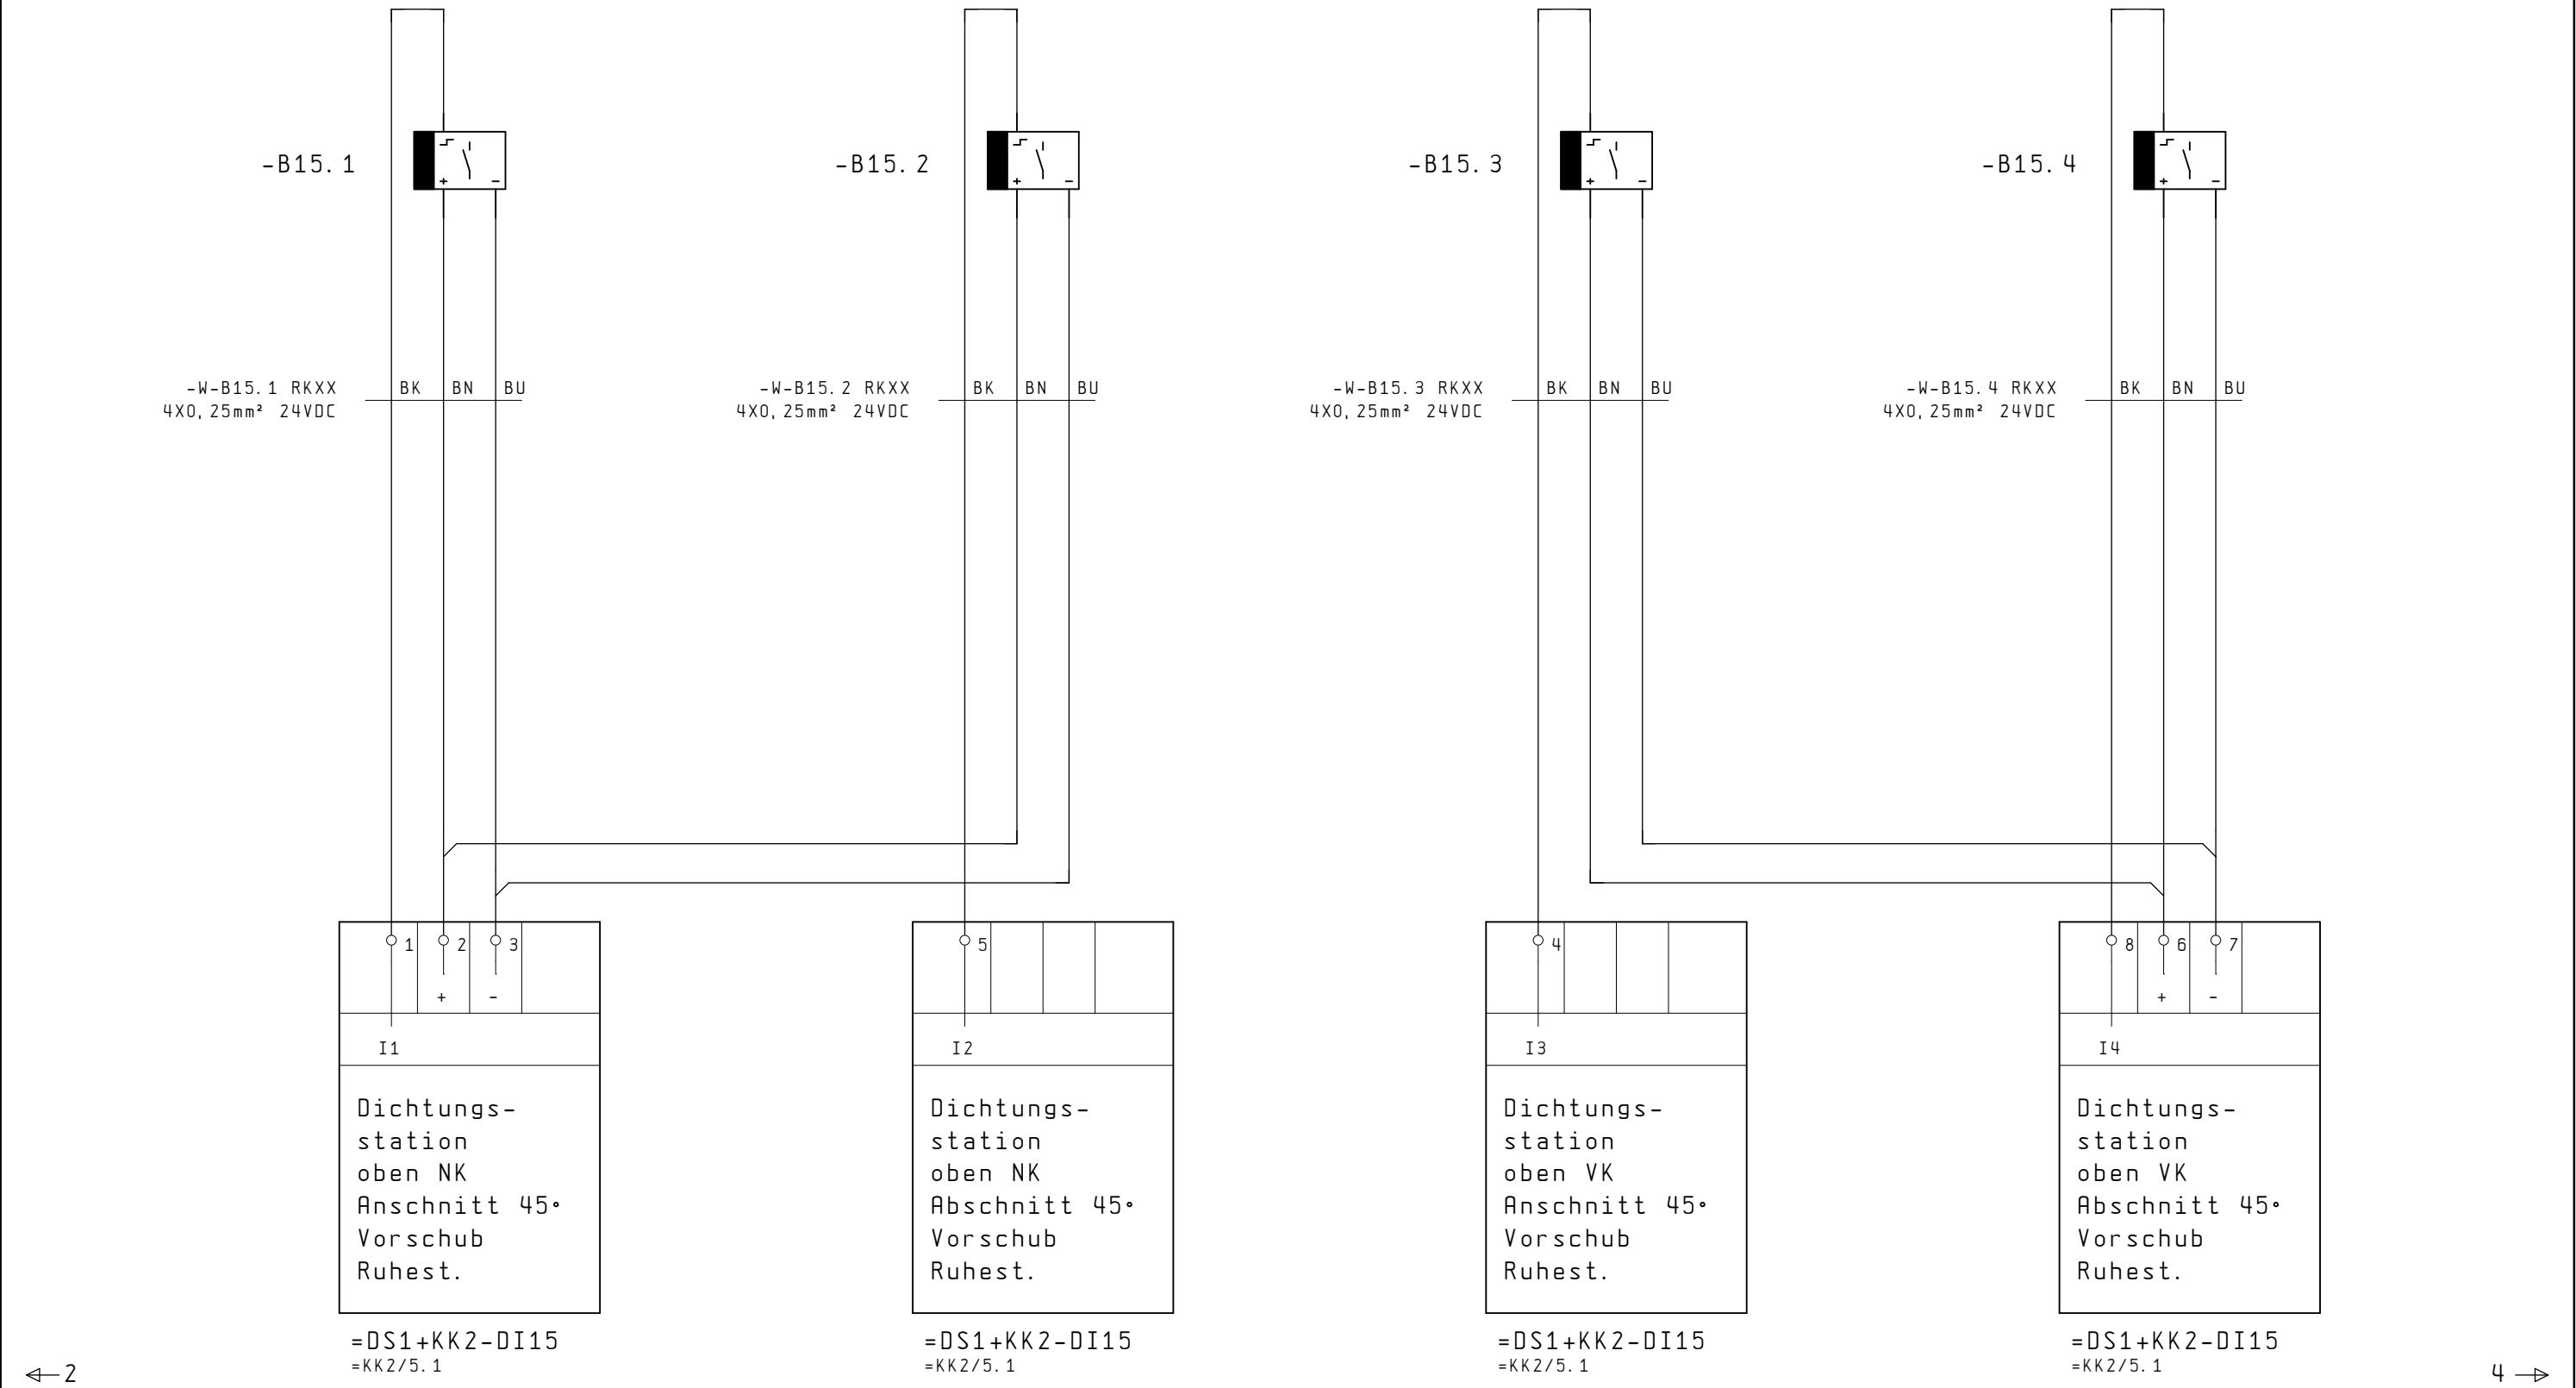 -B15.1
-B15.2
-B15.3
-B15.4
+ -
+ -
+ -
+ -
-W-B15.1 RKXX
4X0,25mm² 24VDC
BK BN BU
-W-B15.2 RKXX
4X0,25mm² 24VDC
BK BN BU
-W-B15.3 RKXX
4X0,25mm² 24VDC
BK BN BU
-W-B15.4 RKXX
4X0,25mm² 24VDC
BK BN BU
1 2 3
+ -
I1
Dichtungs-
station
oben NK
Anschnitt 45°
Vorschub
Ruhest.
=DS1+KK2-DI15
=KK2/5.1
5
I2
Dichtungs-
station
oben NK
Abschnitt 45°
Vorschub
Ruhest.
=DS1+KK2-DI15
=KK2/5.1
4
I3
Dichtungs-
station
oben VK
Anschnitt 45°
Vorschub
Ruhest.
=DS1+KK2-DI15
=KK2/5.1
8 6 7
+ -
I4
Dichtungs-
station
oben VK
Abschnitt 45°
Vorschub
Ruhest.
=DS1+KK2-DI15
=KK2/5.1
2
4